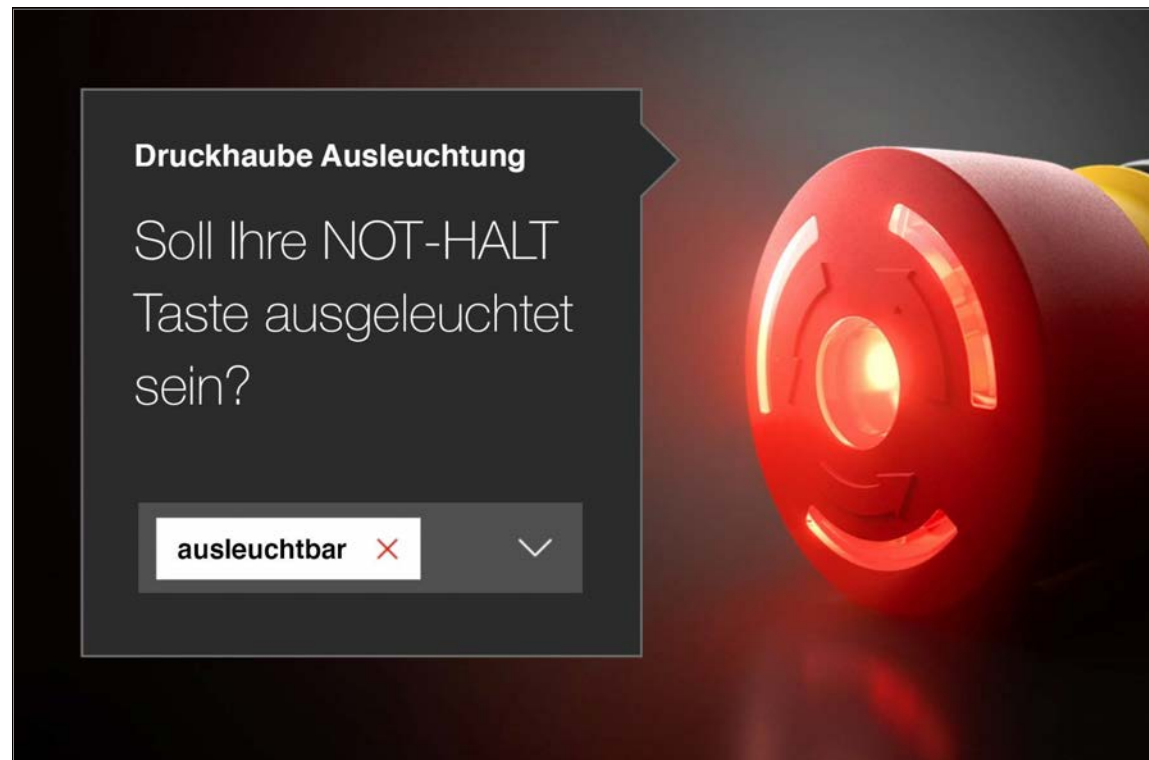 Druckhaube Ausleuchtung
Soll Ihre NOT-HALT
Taste ausgeleuchtet
sein?
ausleuchtbar